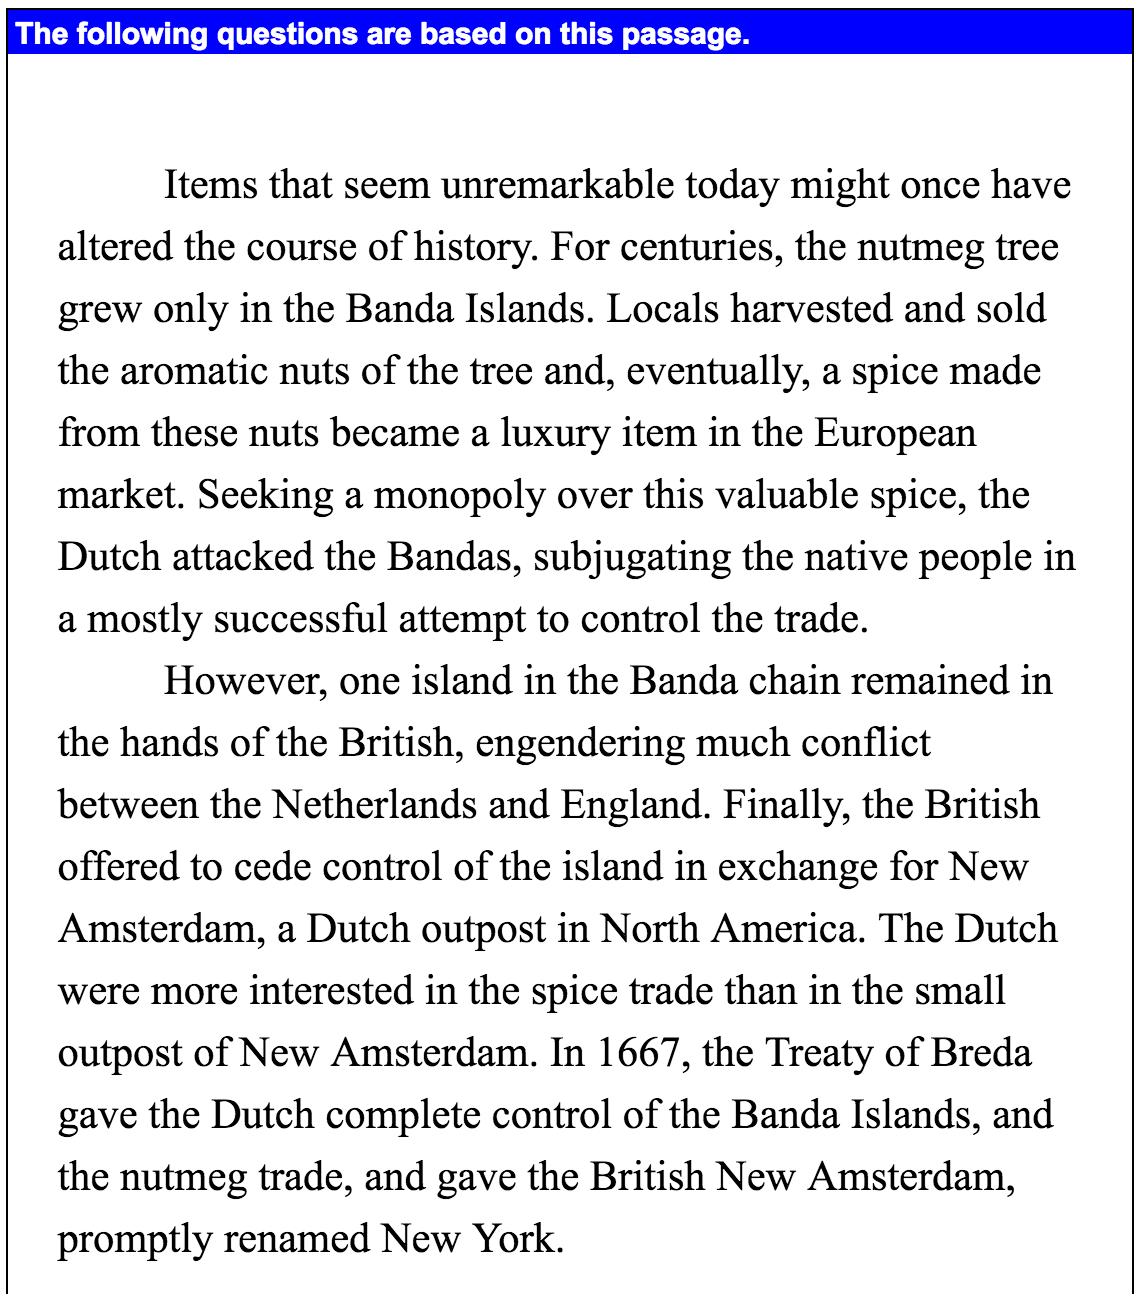 The following questions are based on this passage.
Items that seem unremarkable today might once have
altered the course of history. For centuries, the nutmeg tree
grew only in the Banda Islands. Locals harvested and sold
the aromatic nuts of the tree and, eventually, a spice made
from these nuts became a luxury item in the European
market. Seeking a monopoly over this valuable spice, the
Dutch attacked the Bandas, subjugating the native people in
a mostly successful attempt to control the trade.
However, one island in the Banda chain remained in
the hands of the British, engendering much conflict
between the Netherlands and England. Finally, the British
offered to cede control of the island in exchange for New
Amsterdam, a Dutch outpost in North America. The Dutch
were more interested in the spice trade than in the small
outpost of New Amsterdam. In 1667, the Treaty of Breda
gave the Dutch complete control of the Banda Islands, and
the nutmeg trade, and gave the British New Amsterdam,
promptly renamed New York.